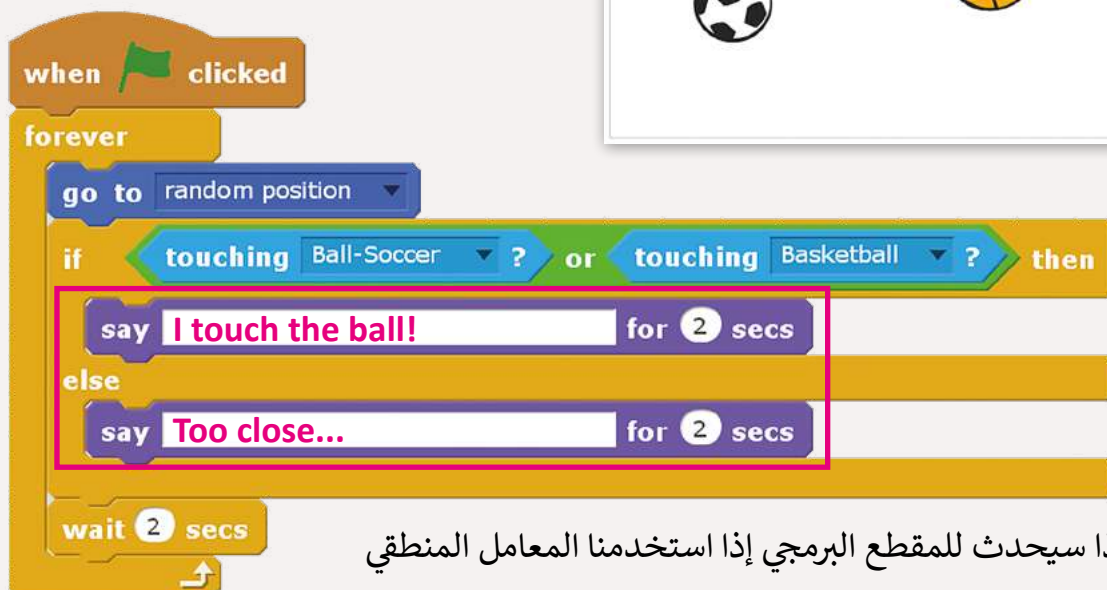 when clicked
forever
go to random position
if touching Ball-Soccer ? or touching Basketball ? then
say I touch the ball! for 2 secs
else
say Too close... for 2 secs
wait 2 secs
سيحدث للمقطع البرمجي إذا استخدمنا المعامل المنطقي